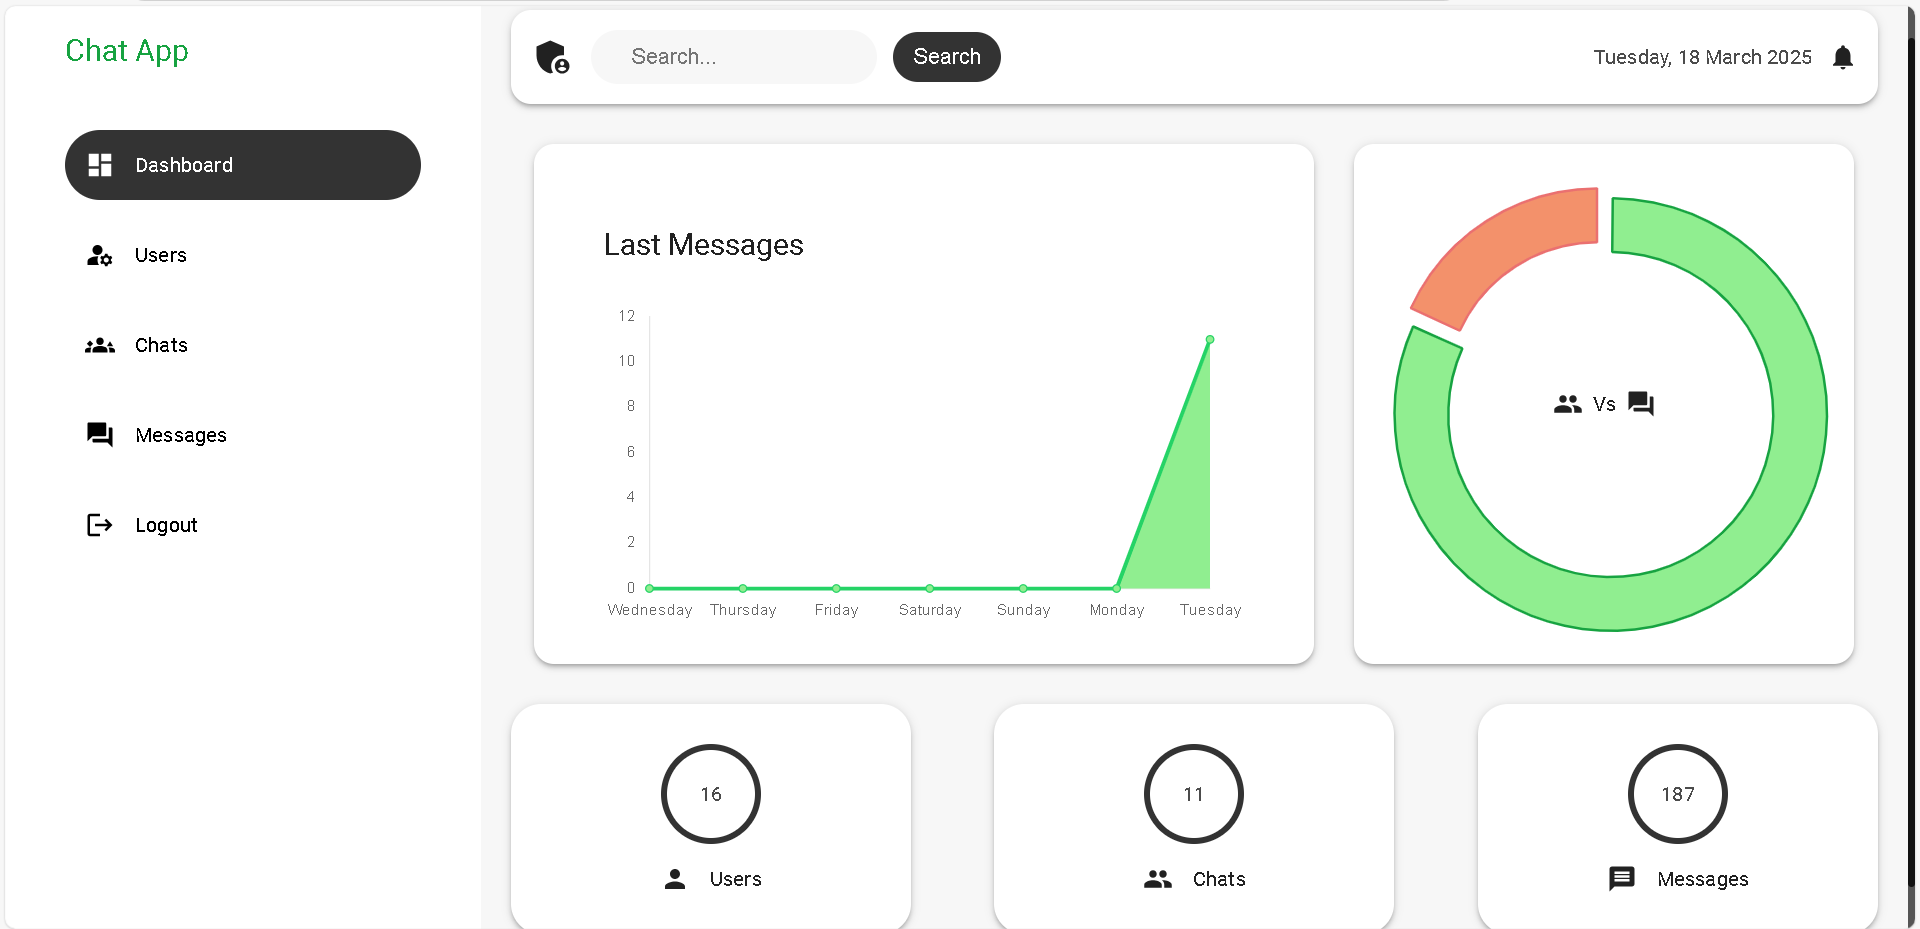 Chat App
Dashboard
Users
Chats
Messages
Logout
Search...
Search
Tuesday, 18 March 2025
Last Messages
12
10
8
6
4
2
0
Wednesday Thursday Friday Saturday Sunday Monday Tuesday
Vs
16
Users
11
Chats
187
Messages